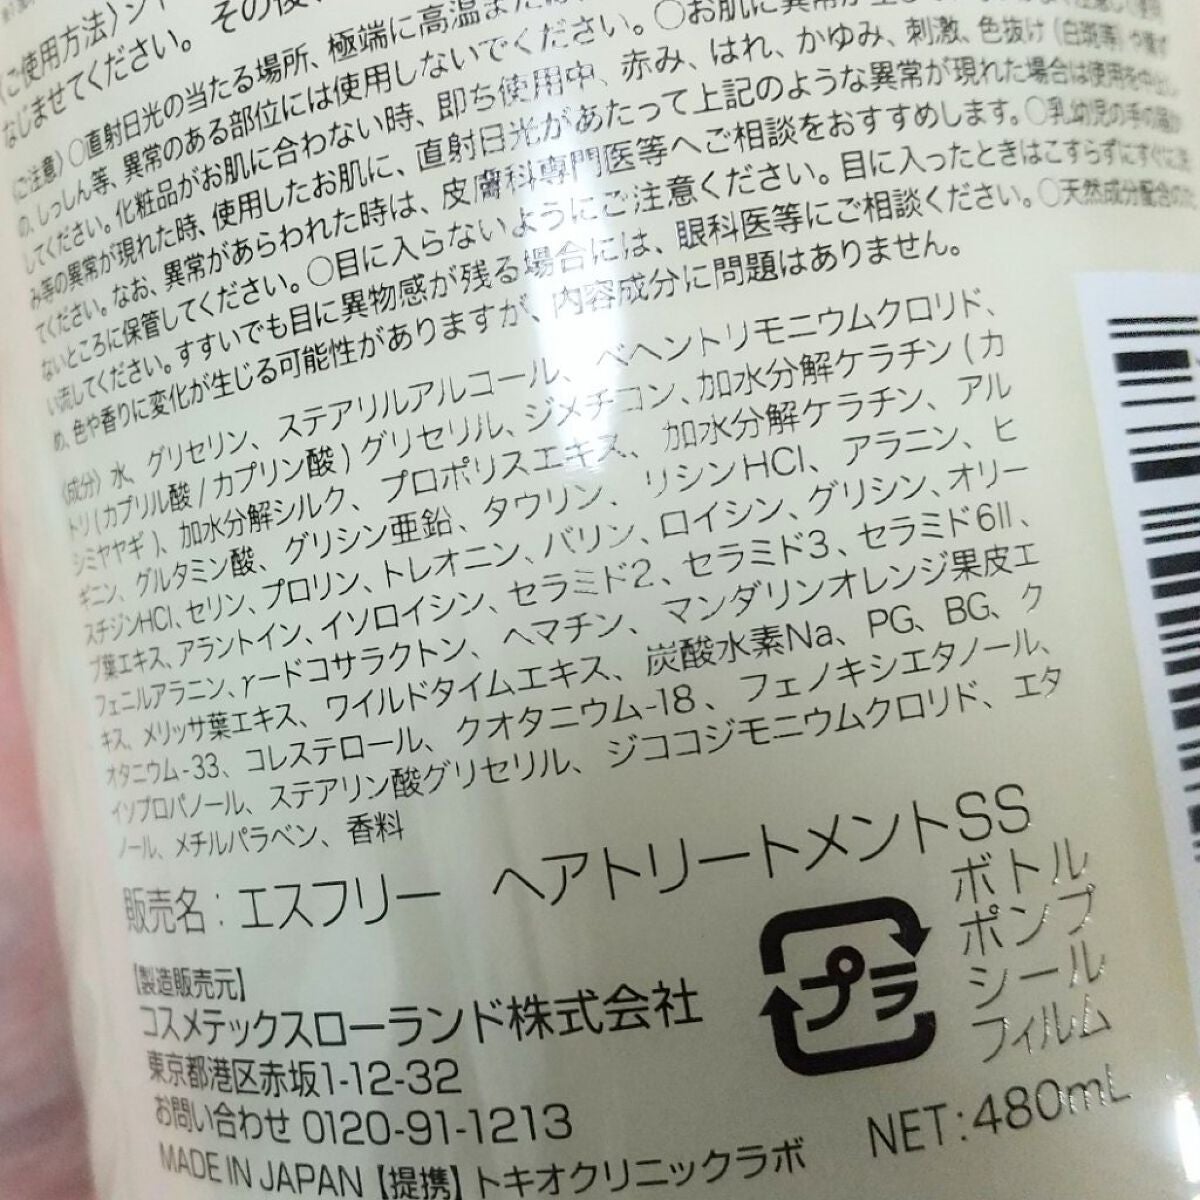 〈ご使用方法〉シャ
なじませてください。その後、
〈ご注意〉○直射日光の当たる場所、極端に高温または
の、しっしん等、異常のある部位には使用しないでください。○お肌に異常が
してください。化粧品がお肌に合わない時、即ち使用中、赤み、はれ、かゆみ、刺激、色抜け(白斑等)や黒ず
み等の異常が現れた時、使用したお肌に、直射日光があたって上記のような異常が現れた場合は使用を中止し
てください。なお、異常があらわれた時は、皮膚科専門医等へご相談をおすすめします。○乳幼児の手の届か
ないところに保管してください。○目に入らないようにご注意ください。目に入ったときはこすらずにすぐに洗
い流してください。すすいでも目に異物感が残る場合には、眼科医等にご相談ください。○天然成分配合のた
め、色や香りに変化が生じる可能性がありますが、内容成分に問題はありません。
〈成分〉水、グリセリン、ステアリルアルコール、ベヘントリモニウムクロリド、
トリ(カプリル酸/カプリン酸)グリセリル、ジメチコン、加水分解ケラチン(カ
シミヤヤギ)、加水分解シルク、プロポリスエキス、加水分解ケラチン、アル
ギニン、グルタミン酸、グリシン亜鉛、タウリン、リシンHCl、アラニン、ヒ
スチジンHCl、セリン、プロリン、トレオニン、バリン、ロイシン、グリシン、オリー
ブ葉エキス、アラントイン、イソロイシン、セラミド2、セラミド3、セラミド6II、
フェニルアラニン、γ-ドコサラクトン、ヘマチン、マンダリンオレンジ果皮エ
キス、メリッサ葉エキス、ワイルドタイムエキス、炭酸水素Na、PG、BG、ク
オタニウム-33、コレステロール、クオタニウム-18、フェノキシエタノール、
イソプロパノール、ステアリン酸グリセリル、ジココジモニウムクロリド、エタ
ノール、メチルパラベン、香料
販売名:エスフリー ヘアトリートメントSS
【製造販売元】
コスメテックスローランド株式会社
東京都港区赤坂1-12-32
お問い合わせ 0120-91-1213
MADE IN JAPAN【提携】トキオクリニックラボ
プラ
ボトル
ポンプ
シール
フィルム
NET:480mL